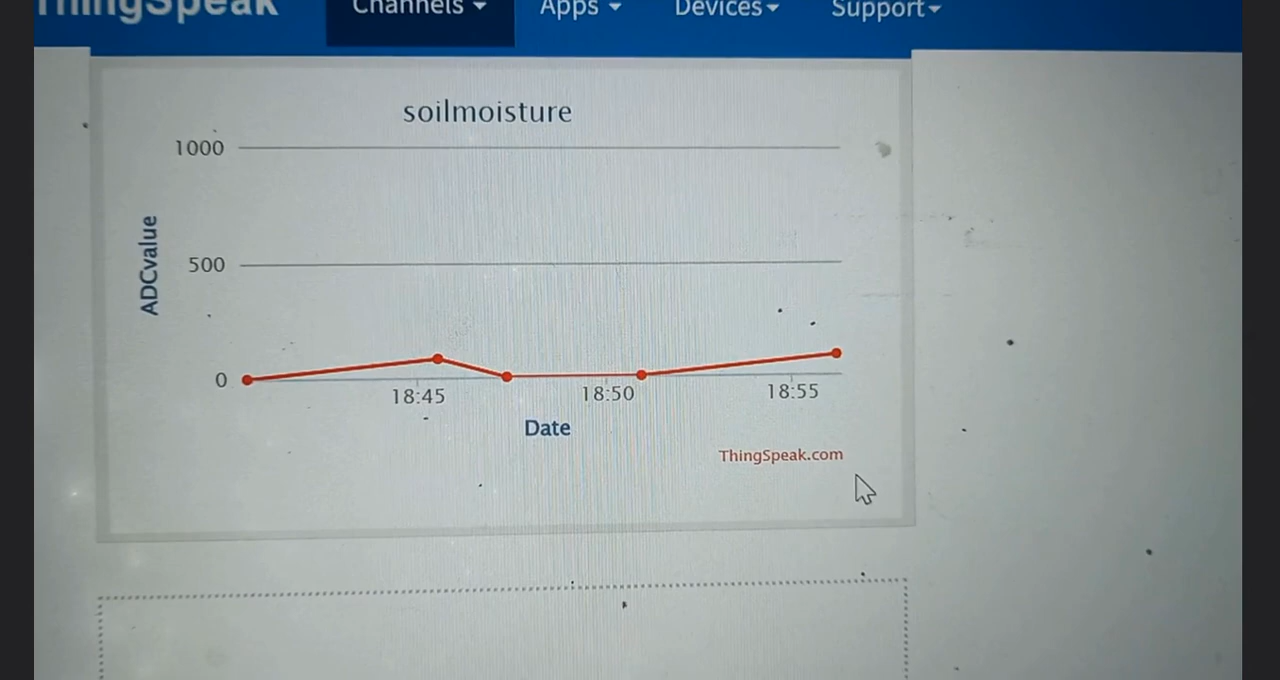 ThingSpeak Channels Apps Devices Support
soilmoisture
1000
ADCvalue
500
0
18:45 18:50 18:55
Date
ThingSpeak.com